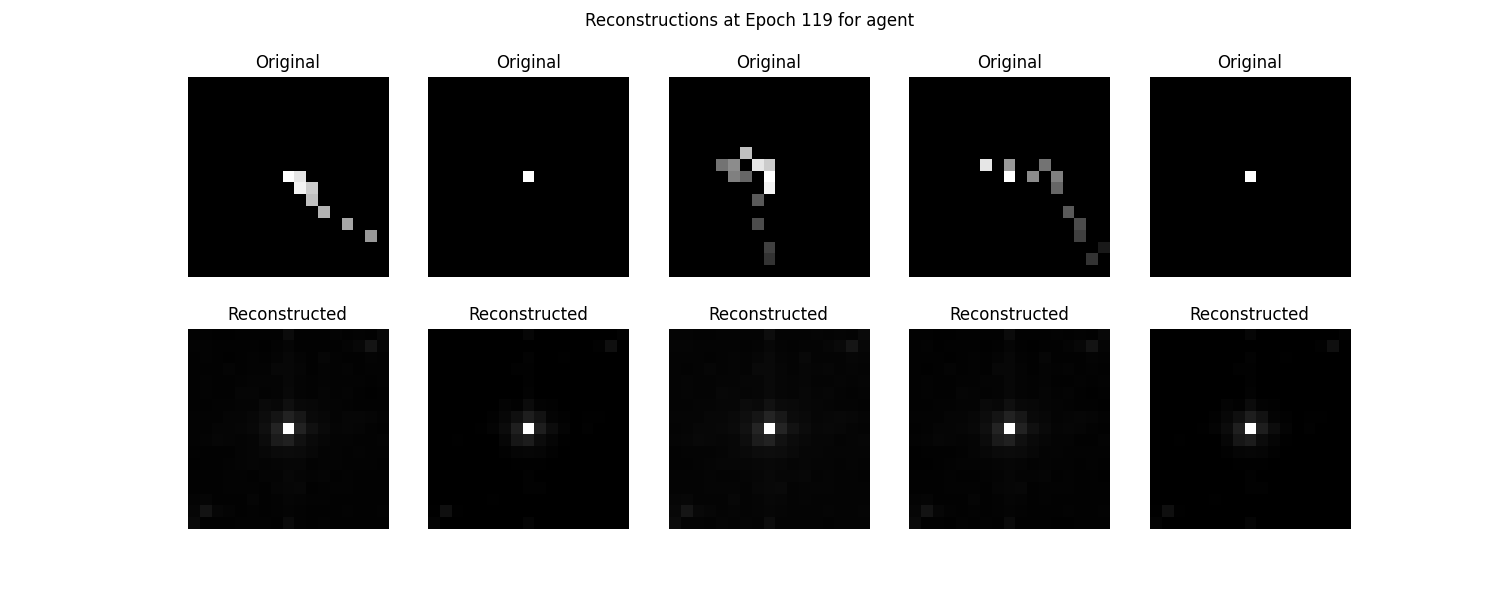 Reconstructions at Epoch 119 for agent
Original Original Original Original Original
Reconstructed Reconstructed Reconstructed Reconstructed Reconstructed